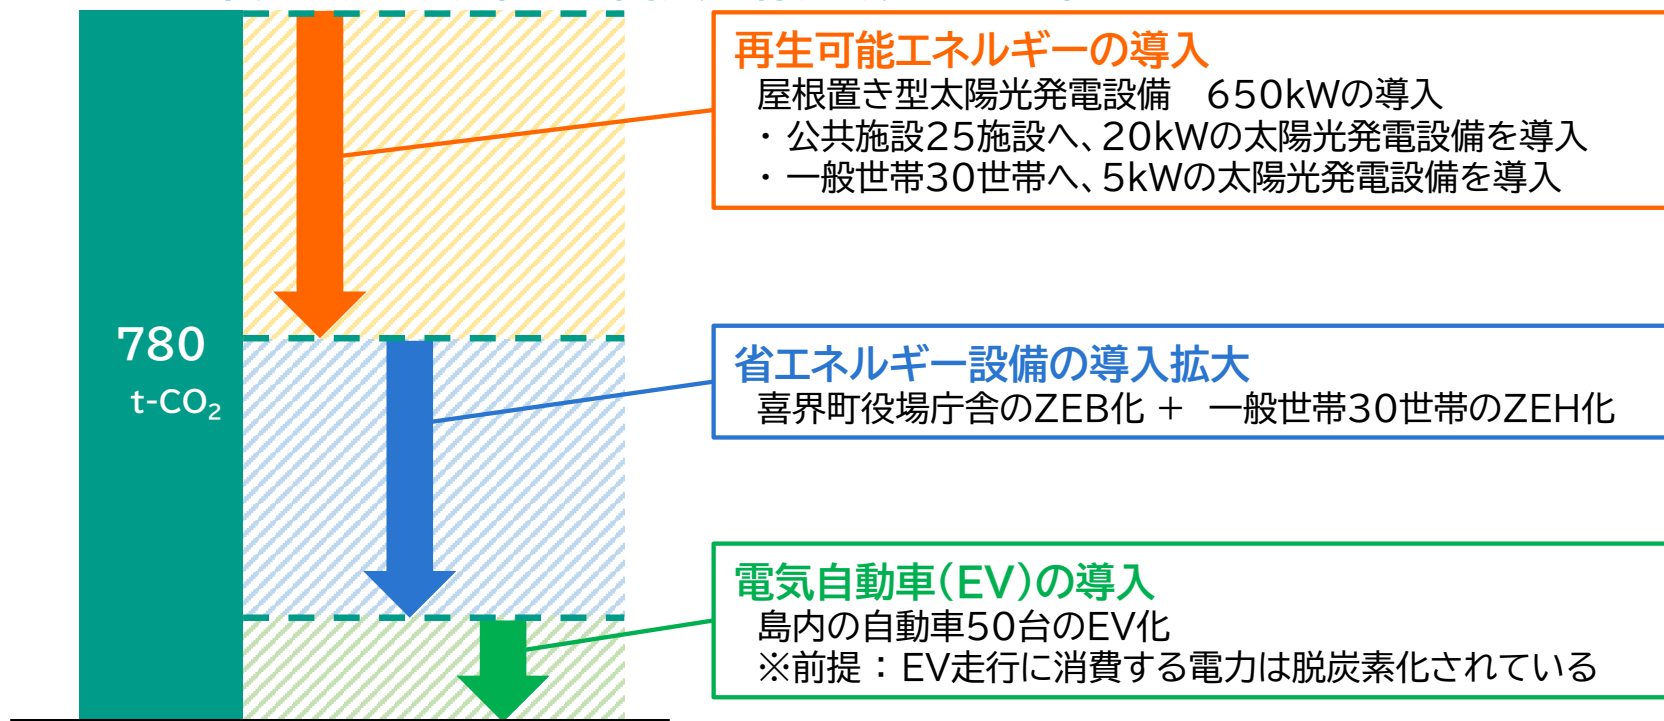 780
t-CO₂
再生可能エネルギーの導入
屋根置き型太陽光発電設備　650kWの導入
・公共施設25施設へ、20kWの太陽光発電設備を導入
・一般世帯30世帯へ、5kWの太陽光発電設備を導入
省エネルギー設備の導入拡大
喜界町役場庁舎のZEB化 ＋ 一般世帯30世帯のZEH化
電気自動車(EV)の導入
島内の自動車50台のEV化
※前提：EV走行に消費する電力は脱炭素化されている